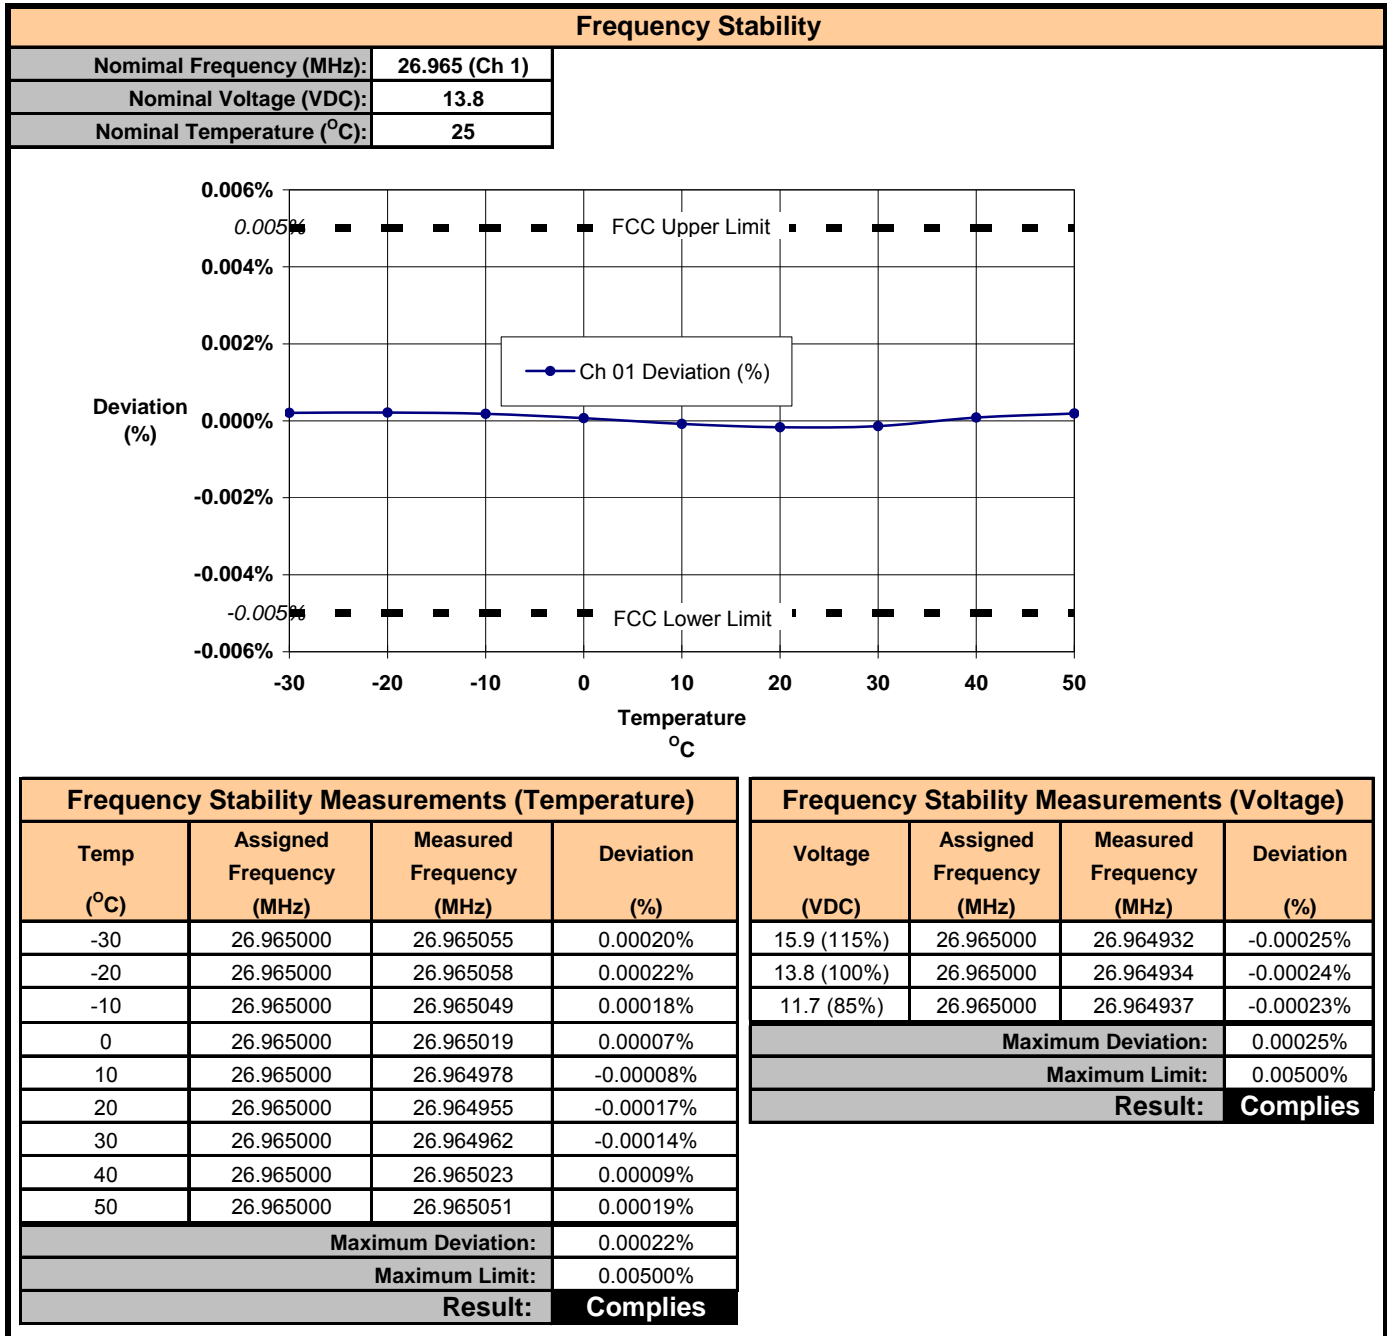 Frequency Stability
Nomimal Frequency (MHz): 26.965 (Ch 1)
Nominal Voltage (VDC): 13.8
Nominal Temperature (OC): 25
0.006%
0.005%
FCC Upper Limit
0.004%
0.002%
Ch 01 Deviation (%)
Deviation
(%)
0.000%
-0.002%
-0.004%
-0.005%
FCC Lower Limit
-0.006%
-30 -20 -10 0 10 20 30 40 50
Temperature
OC
Frequency Stability Measurements (Temperature)
Temp Assigned Measured Deviation
Frequency Frequency
(OC) (MHz) (MHz) (%)
-30 26.965000 26.965055 0.00020%
-20 26.965000 26.965058 0.00022%
-10 26.965000 26.965049 0.00018%
0 26.965000 26.965019 0.00007%
10 26.965000 26.964978 -0.00008%
20 26.965000 26.964955 -0.00017%
30 26.965000 26.964962 -0.00014%
40 26.965000 26.965023 0.00009%
50 26.965000 26.965051 0.00019%
Maximum Deviation: 0.00022%
Maximum Limit: 0.00500%
Result: Complies
Frequency Stability Measurements (Voltage)
Voltage Assigned Measured Deviation
Frequency Frequency
(VDC) (MHz) (MHz) (%)
15.9 (115%) 26.965000 26.964932 -0.00025%
13.8 (100%) 26.965000 26.964934 -0.00024%
11.7 (85%) 26.965000 26.964937 -0.00023%
Maximum Deviation: 0.00025%
Maximum Limit: 0.00500%
Result: Complies